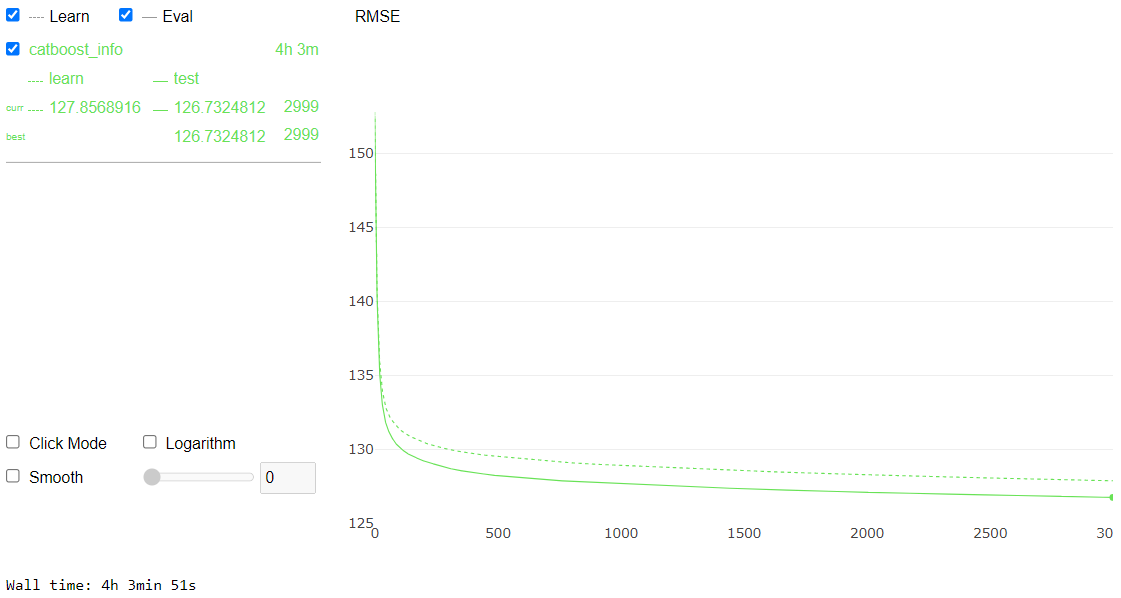 Learn Eval
catboost_info 4h 3m
learn test
curr 127.8568916 126.7324812 2999
best 126.7324812 2999
Click Mode Logarithm
Smooth 0
RMSE
150
145
140
135
130
125
0 500 1000 1500 2000 2500 30
Wall time: 4h 3min 51s